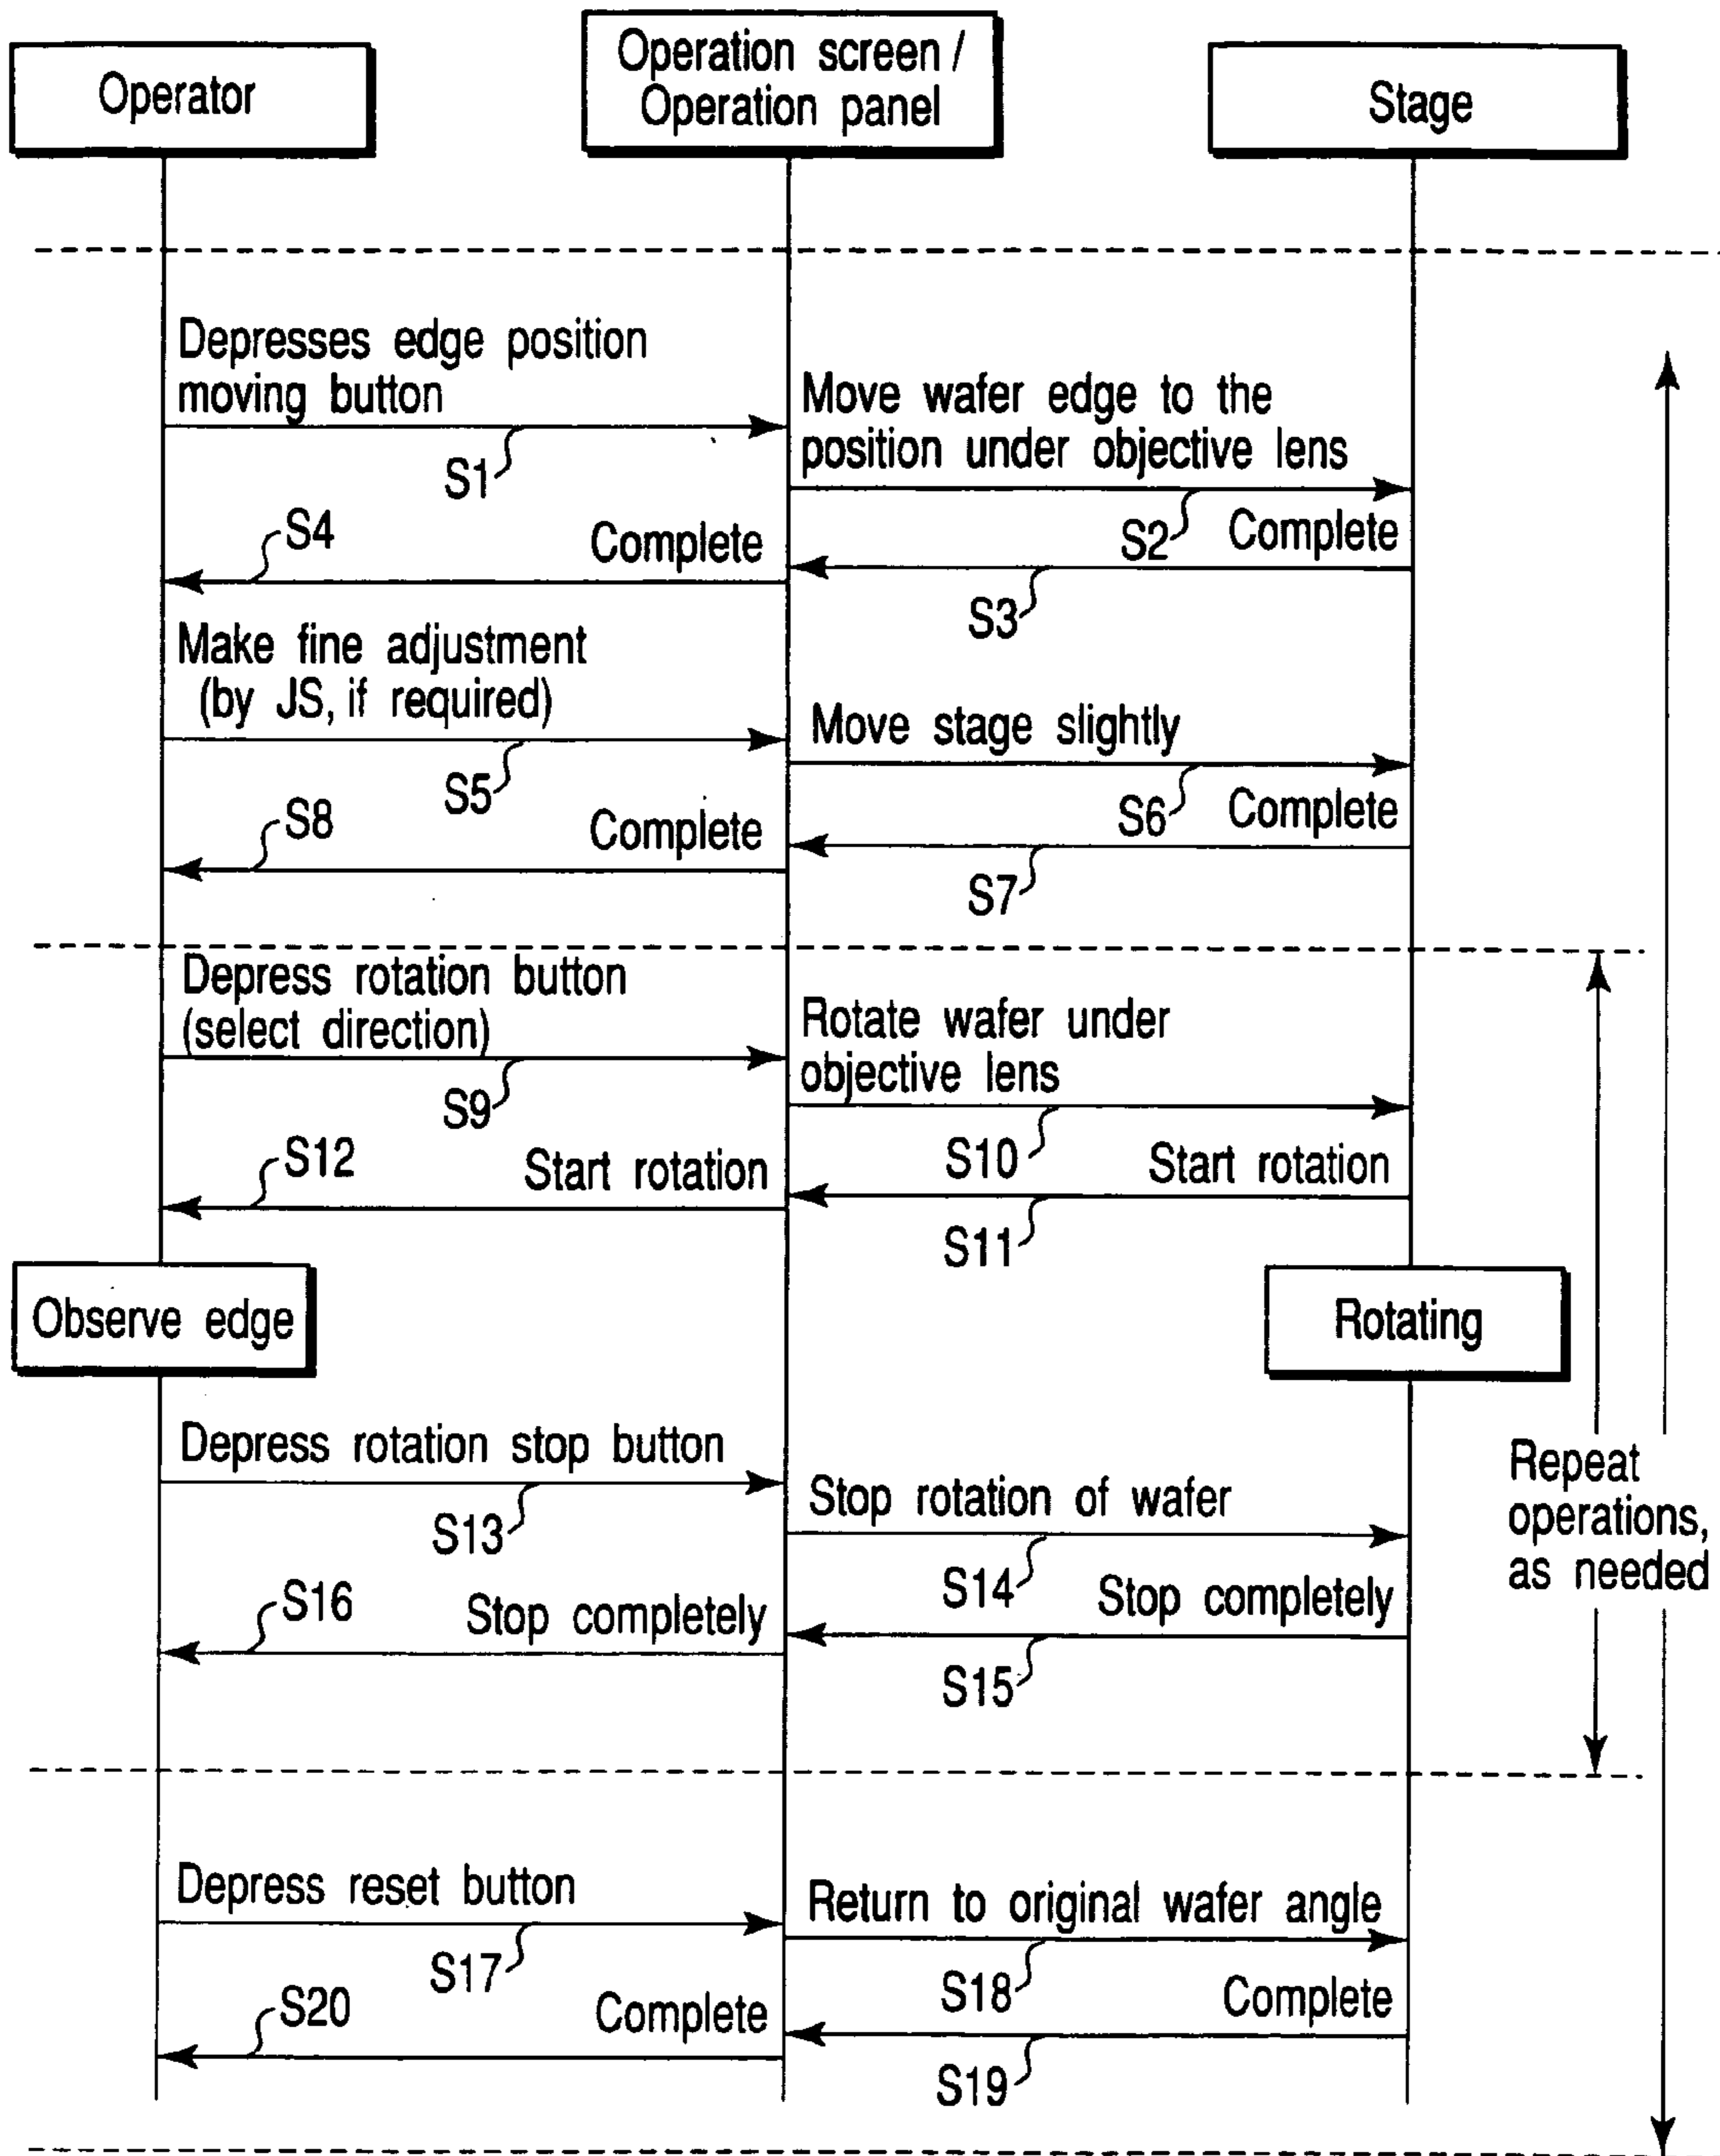 Operator
Operation screen /
Operation panel
Stage
Depresses edge position
moving button
S1
Move wafer edge to the
position under objective lens
S2
Complete
S3
S4
Complete
Make fine adjustment
(by JS, if required)
S5
Move stage slightly
S6
Complete
S7
S8
Complete
Depress rotation button
(select direction)
S9
Rotate wafer under
objective lens
S10
Start rotation
S11
S12
Start rotation
Observe edge
Rotating
Depress rotation stop button
S13
Stop rotation of wafer
S14
Stop completely
S15
S16
Stop completely
Repeat
operations,
as needed
Depress reset button
S17
Return to original wafer angle
S18
Complete
S19
S20
Complete